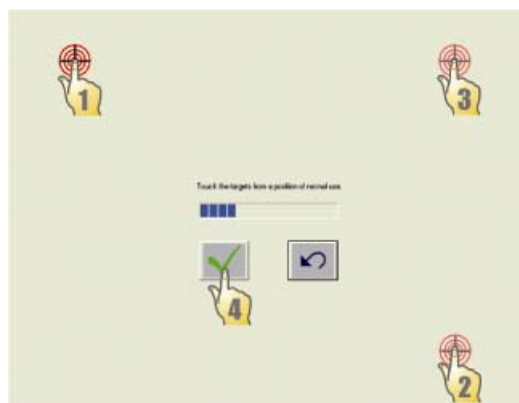 1
3
Touch the targets from a position of normal use.
4
2